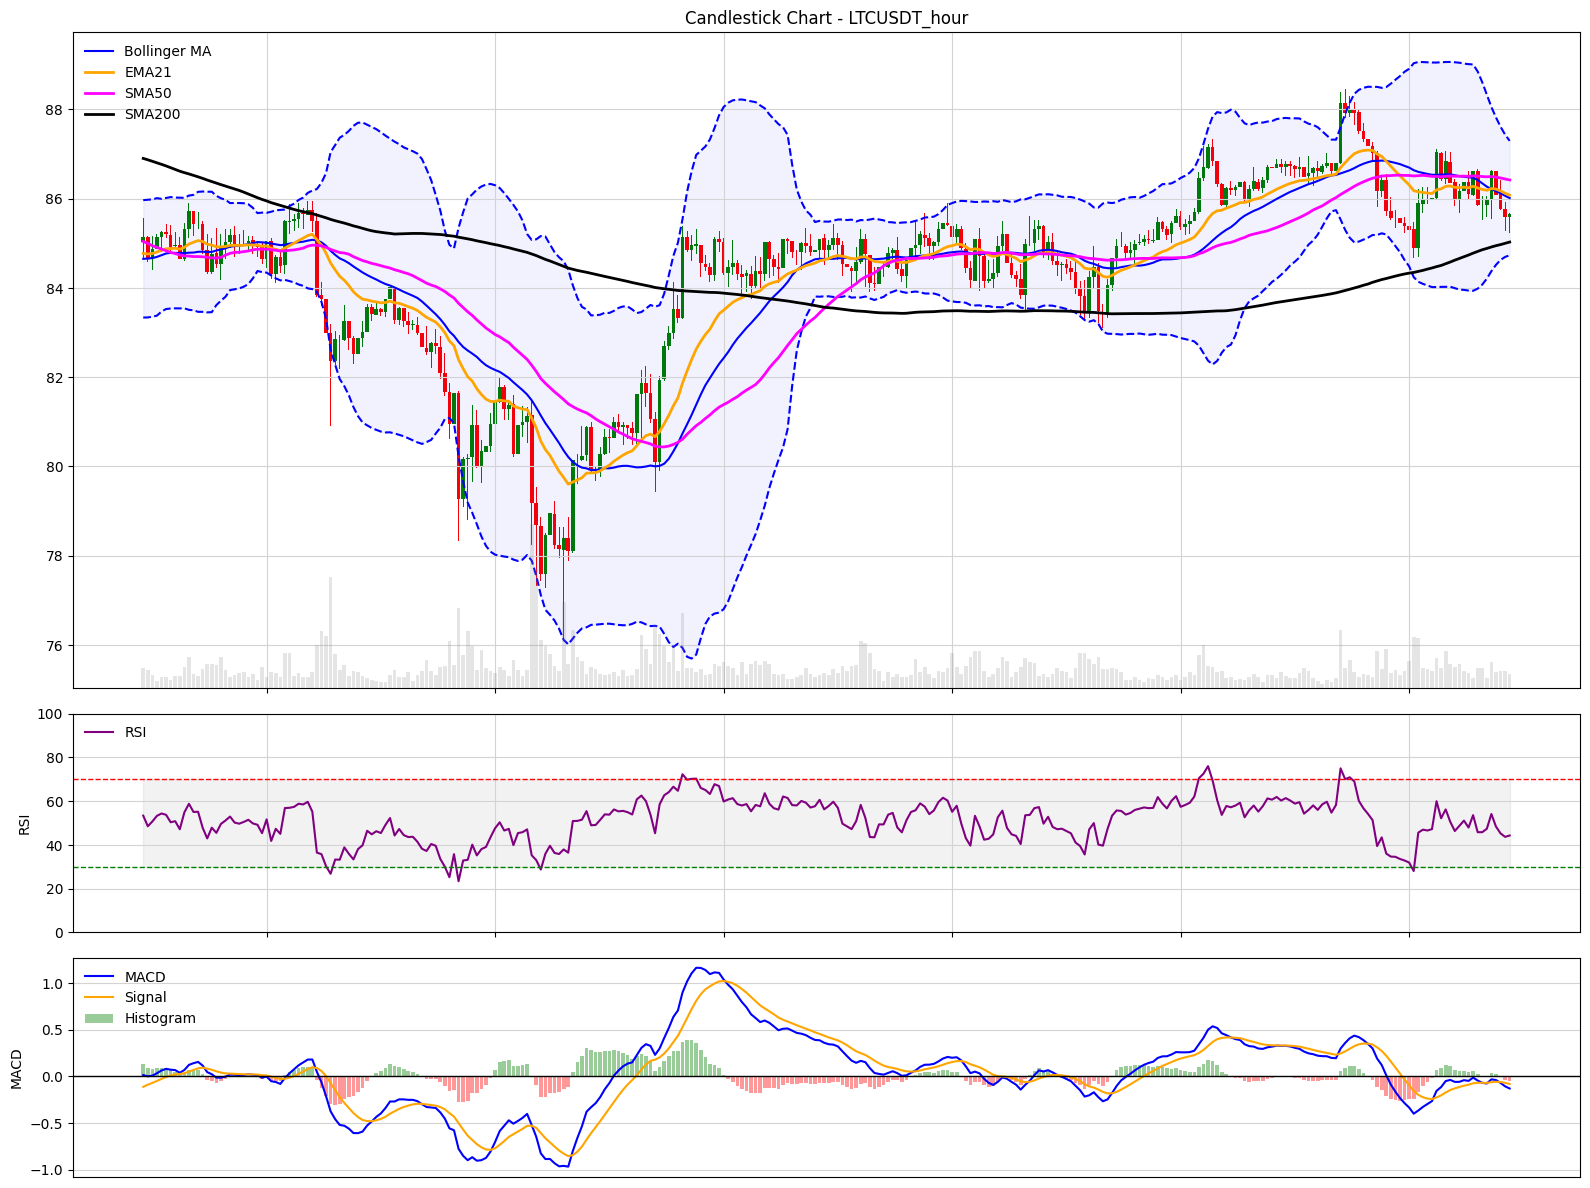 Candlestick Chart - LTCUSDT_hour
Bollinger MA
EMA21
SMA50
SMA200
88
86
84
82
80
78
76
RSI
100
80
60
40
20
0
RSI
MACD
Signal
Histogram
1.0
0.5
0.0
−0.5
−1.0
MACD